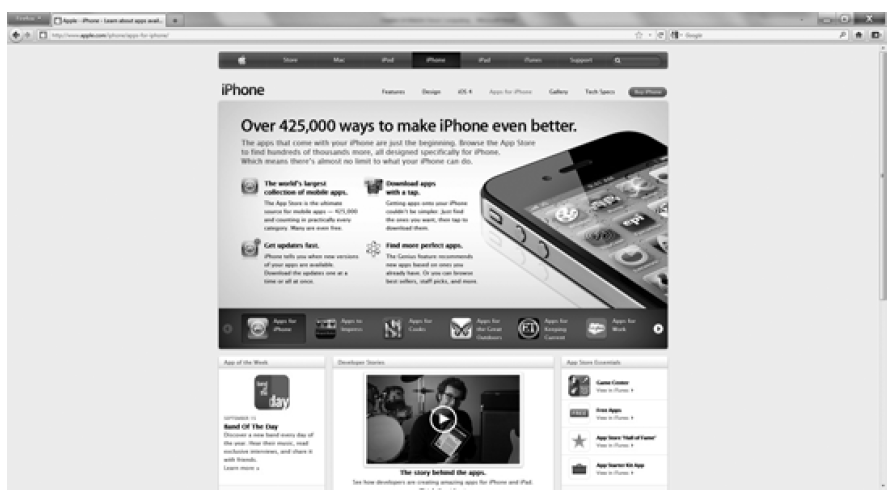 Firefox
Apple - iPhone - Learn about apps avail...
http://www.apple.com/iphone/apps-for-iphone/
Google
Store Mac iPod iPhone iPad iTunes Support
iPhone
Features Design iOS 4 Apps for iPhone Gallery Tech Specs Buy iPhone
Over 425,000 ways to make iPhone even better.
The apps that come with your iPhone are just the beginning. Browse the App Store
to find hundreds of thousands more, all designed specifically for iPhone.
Which means there's almost no limit to what your iPhone can do.
The world's largest
collection of mobile apps.
The App Store is the ultimate
source for mobile apps — 425,000
and counting in practically every
category. Many are even free.
Download apps
with a tap.
Getting apps onto your iPhone
couldn't be simpler. Just find
the ones you want, then tap to
download them.
Get updates fast.
iPhone tells you when new versions
of your apps are available.
Download the updates one at a
time or all at once.
Find more perfect apps.
The Genius feature recommends
new apps based on ones you
already have. Or you can browse
best sellers, staff picks, and more.
epi
Apps for
iPhone
Apps to
Impress
Apps for
Cooks
Apps for
the Great
Outdoors
ET
Apps for
Keeping
Current
Apps for
Work
App of the Week
band
of the
day
SEPTEMBER 15
Band Of The Day
Discover a new band every day of
the year. Hear their music, read
exclusive interviews, and share it
with friends.
Learn more
Developer Stories
The story behind the apps.
See how developers are creating amazing apps for iPhone and iPad.
App Store Essentials
Game Center
View in iTunes
FREE
Free Apps
View in iTunes
App Store "Hall of Fame"
View in iTunes
App Starter Kit App
View in iTunes